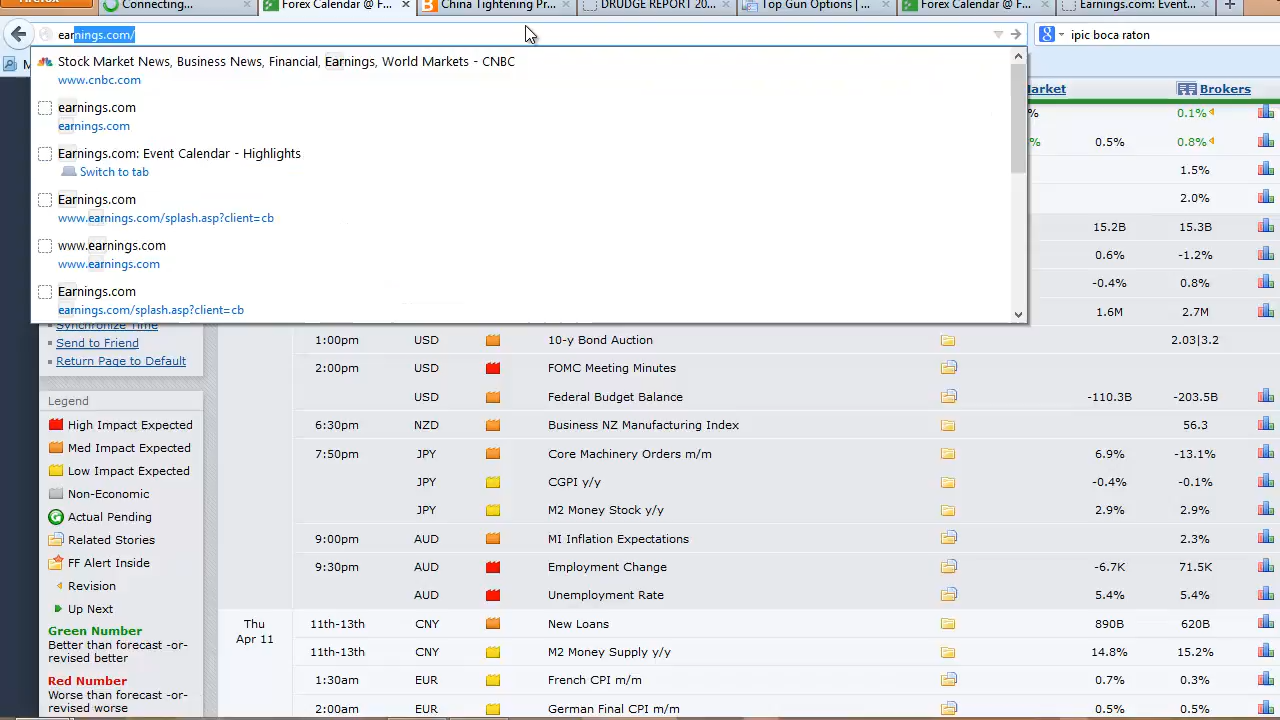 Connecting...
Forex Calendar @ F...
China Tightening Pr...
DRUDGE REPORT 20...
Top Gun Options | ...
Forex Calendar @ F...
Earnings.com: Event...
earnings.com/
ipic boca raton
Stock Market News, Business News, Financial, Earnings, World Markets - CNBC
www.cnbc.com
earnings.com
earnings.com
Earnings.com: Event Calendar - Highlights
Switch to tab
Earnings.com
www.earnings.com/splash.asp?client=cb
www.earnings.com
www.earnings.com
Earnings.com
earnings.com/splash.asp?client=cb
Brokers
% 0.1%
% 0.5% 0.8%
1.5%
2.0%
15.2B 15.3B
0.6% -1.2%
-0.4% 0.8%
1.6M 2.7M
Synchronize Time
Send to Friend
Return Page to Default
Legend
High Impact Expected
Med Impact Expected
Low Impact Expected
Non-Economic
Actual Pending
Related Stories
FF Alert Inside
Revision
Up Next
Green Number
Better than forecast -or-
revised better
Red Number
Worse than forecast -or-
revised worse
1:00pm USD 10-y Bond Auction 2.03|3.2
2:00pm USD FOMC Meeting Minutes
USD Federal Budget Balance -110.3B -203.5B
6:30pm NZD Business NZ Manufacturing Index 56.3
7:50pm JPY Core Machinery Orders m/m 6.9% -13.1%
JPY CGPI y/y -0.4% -0.1%
JPY M2 Money Stock y/y 2.9% 2.9%
9:00pm AUD MI Inflation Expectations 2.3%
9:30pm AUD Employment Change -6.7K 71.5K
AUD Unemployment Rate 5.4% 5.4%
Thu
Apr 11
11th-13th CNY New Loans 890B 620B
11th-13th CNY M2 Money Supply y/y 14.8% 15.2%
1:30am EUR French CPI m/m 0.7% 0.3%
2:00am EUR German Final CPI m/m 0.5% 0.5%